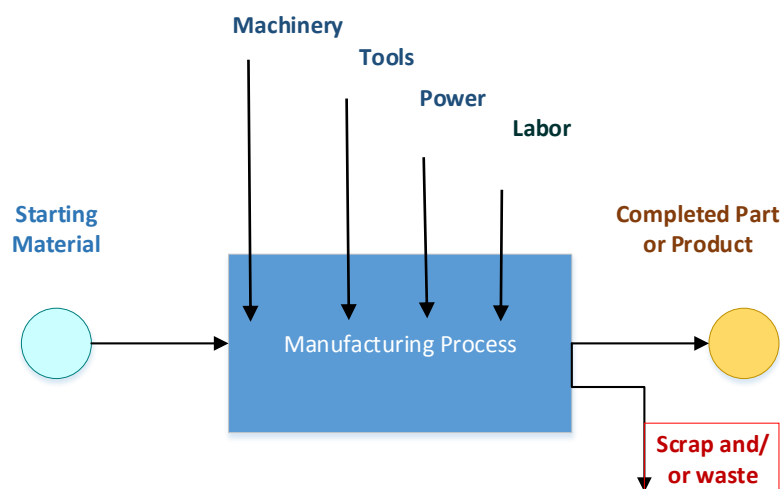 Machinery
Tools
Power
Labor
Starting
Material
Completed Part
or Product
Manufacturing Process
Scrap and/
or waste